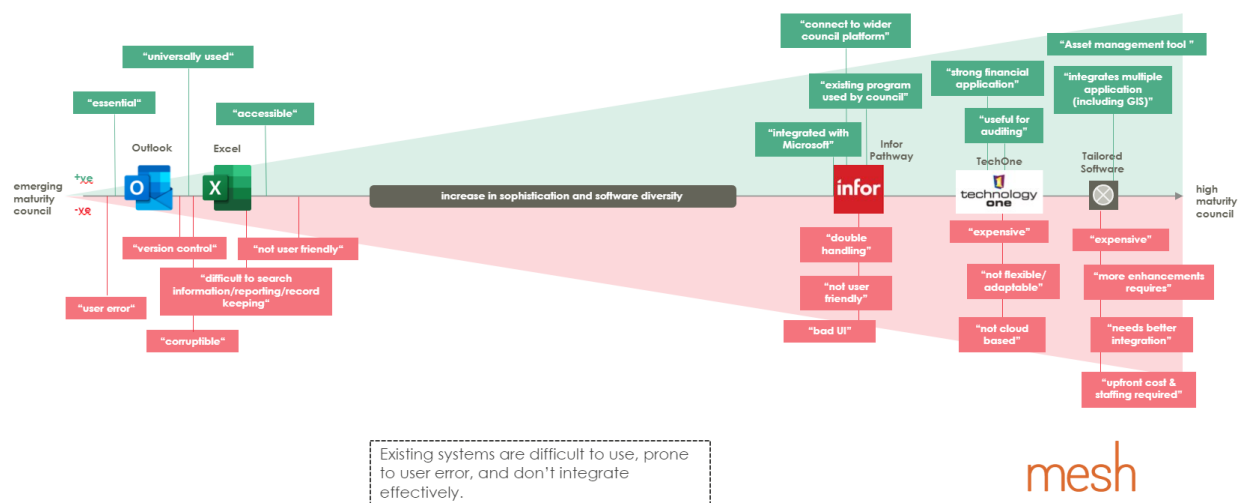 “connect to wider
council platform”
“Asset management tool ”
“universally used“
“strong financial
application”
“integrates multiple
application
(including GIS)”
“existing program
used by council”
“essential“
“accessible“
“useful for
auditing”
“integrated with
Microsoft”
Outlook
Excel
Infor
Pathway
TechOne
Tailored
Software
+ve
emerging
maturity
council
-ve
O
X
increase in sophistication and software diversity
infor
technology
one
high
maturity
council
“version control”
“not user friendly“
“double
handling”
“expensive”
“expensive”
“difficult to search
information/reporting/record
keeping“
“not flexible/
adaptable”
“more enhancements
requires”
“user error”
“not user
friendly”
“corruptible”
“bad UI”
“not cloud
based”
“needs better
integration”
“upfront cost &
staffing required”
Existing systems are difficult to use, prone
to user error, and don’t integrate
effectively.
mesh